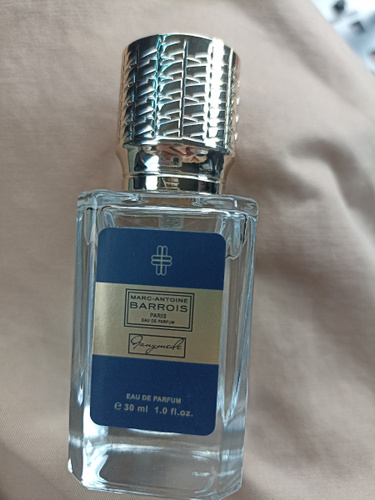 MARC-ANTOINE
BARROIS
PARIS
EAU DE PARFUM
Ganymede
EAU DE PARFUM
e 30 ml 1.0 fl.oz.